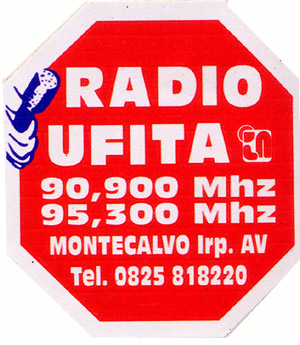 RADIO
UFITA
90,900 Mhz
95,300 Mhz
MONTECALVO Irp. AV
Tel. 0825 818220